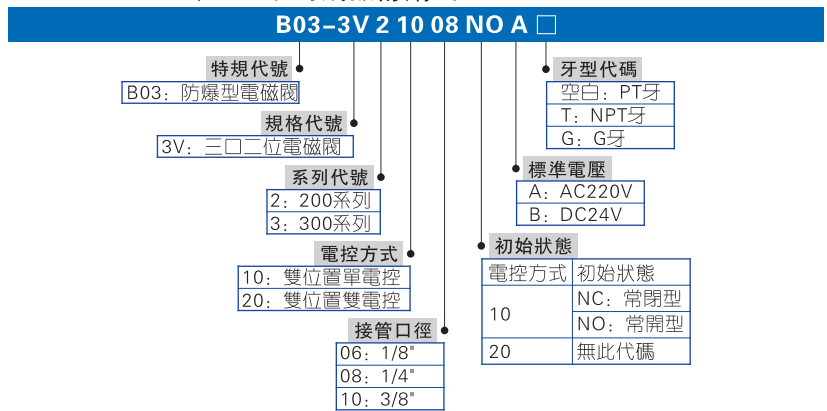 B03-3V 2 10 08 NO A □
特規代號
B03：防爆型電磁閥
規格代號
3V：三口二位電磁閥
系列代號
2：200系列
3：300系列
電控方式
10：雙位置單電控
20：雙位置雙電控
接管口徑
06：1/8"
08：1/4"
10：3/8"
牙型代碼
空白：PT牙
T：NPT牙
G：G牙
標準電壓
A：AC220V
B：DC24V
初始狀態
電控方式 初始狀態
10
NC：常閉型
NO：常開型
20 無此代碼